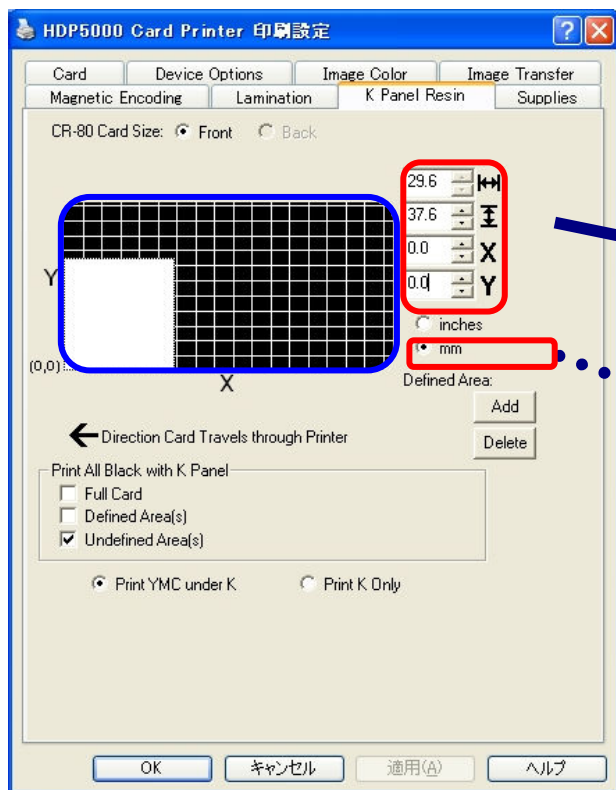 HDP5000 Card Printer 印刷設定
Card Device Options Image Color Image Transfer
Magnetic Encoding Lamination K Panel Resin Supplies
CR-80 Card Size: Front Back
29.6
37.6
0.0 X
0.0 Y
Y
inches
mm
(0,0)
X
Defined Area:
Add
Direction Card Travels through Printer
Delete
Print All Black with K Panel
Full Card
Defined Area(s)
Undefined Area(s)
Print YMC under K Print K Only
OK キャンセル 適用(A) ヘルプ